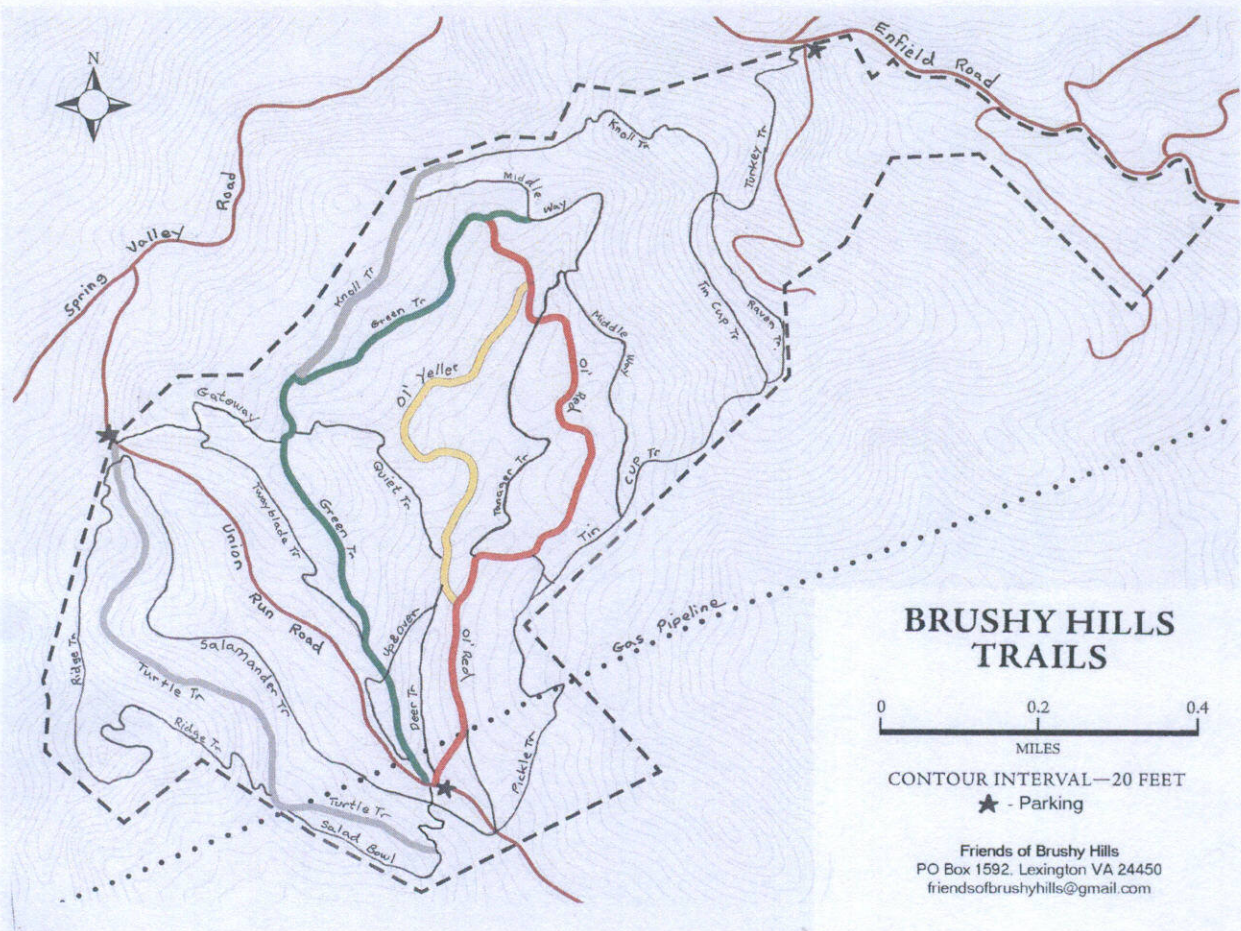 N
Enfield Road
Knoll Tr
Turkey Tr
Middle
Way
Spring Valley Road
Knoll Tr
Green Tr
Tin Cup Tr
Raven Tr
Middle Way
Ol' Yeller
Ol' Red
Gateway
Quiet Tr
Tanager Tr
Tin Cup Tr
Twayblade Tr
Green Tr
Union Run Road
Up & Over
Gas Pipeline
Ol' Red
Ridge Tr
Turtle Tr
Salamander Tr
Deer Tr
Ridge Tr
Pickle Tr
Turtle Tr
Salad Bowl
BRUSHY HILLS
TRAILS
0 0.2 0.4
MILES
CONTOUR INTERVAL—20 FEET
★ - Parking
Friends of Brushy Hills
PO Box 1592. Lexington VA 24450
friendsofbrushyhills@gmail.com